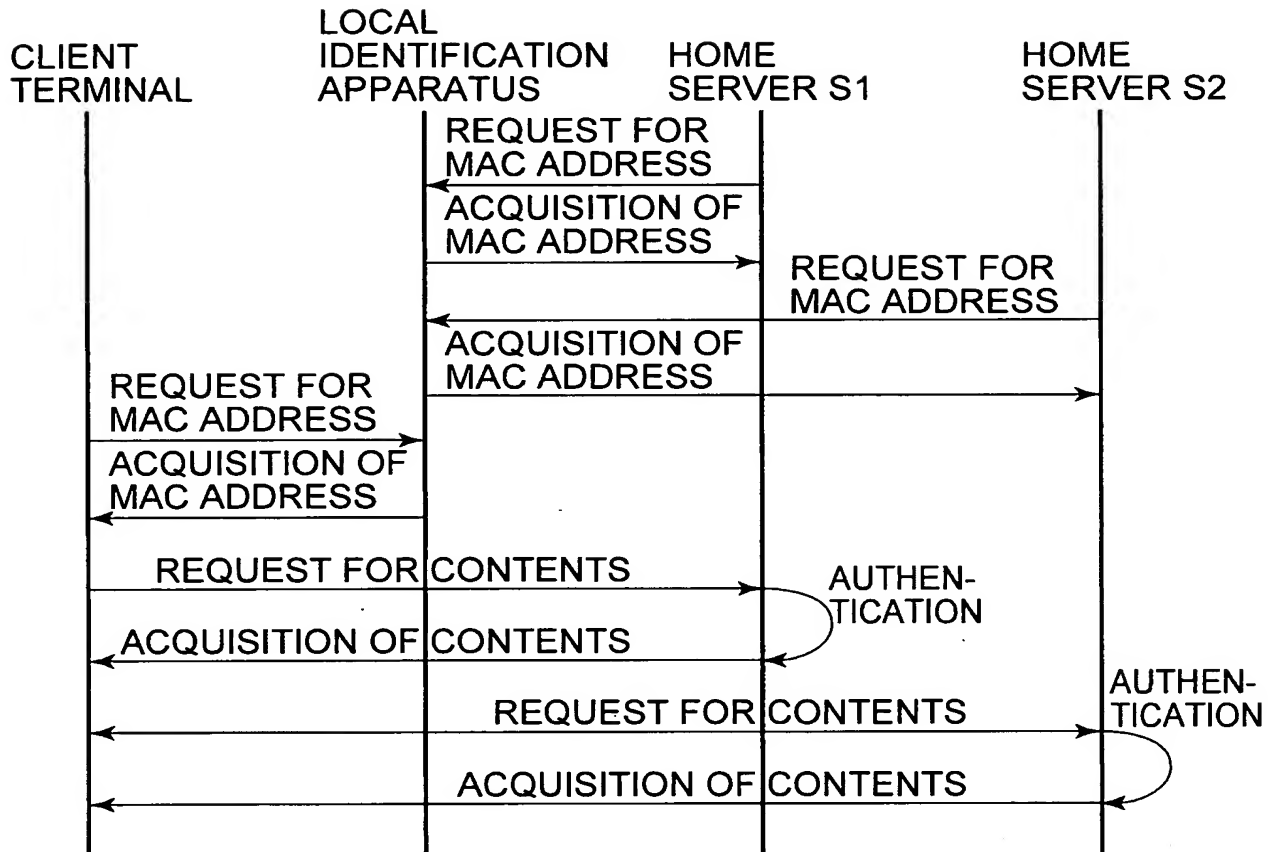 CLIENT
TERMINAL
LOCAL
IDENTIFICATION
APPARATUS
HOME
SERVER S1
HOME
SERVER S2
REQUEST FOR
MAC ADDRESS
ACQUISITION OF
MAC ADDRESS
REQUEST FOR
MAC ADDRESS
ACQUISITION OF
MAC ADDRESS
REQUEST FOR
MAC ADDRESS
ACQUISITION OF
MAC ADDRESS
REQUEST FOR CONTENTS
AUTHEN-
TICATION
ACQUISITION OF CONTENTS
REQUEST FOR CONTENTS
AUTHEN-
TICATION
ACQUISITION OF CONTENTS